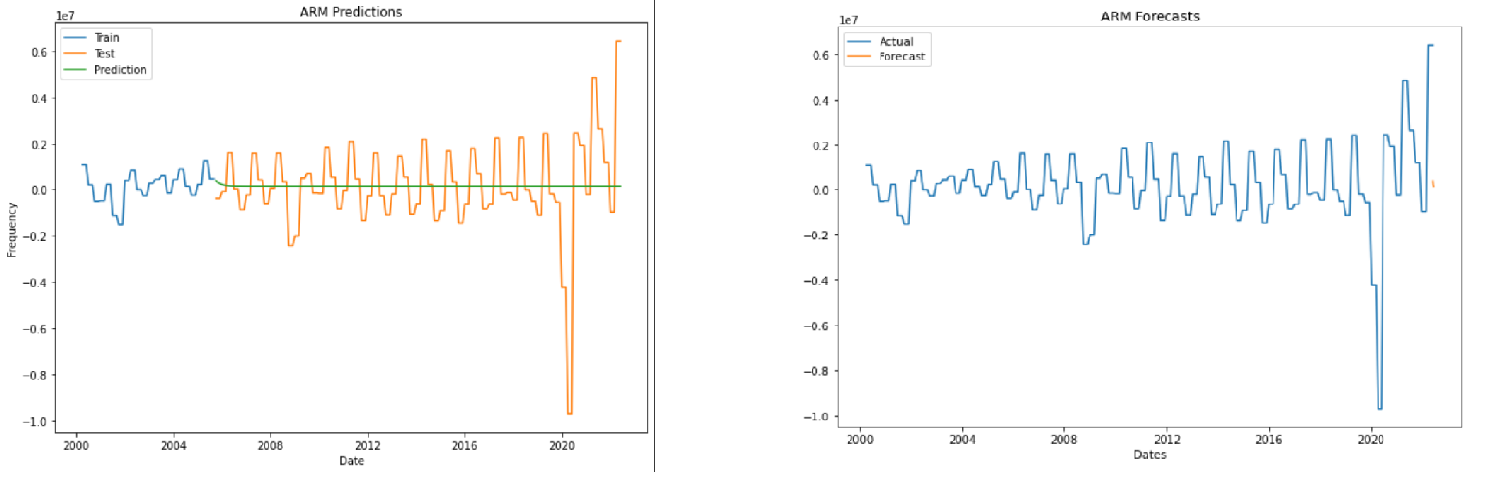 ARM Predictions
1e7
Train
Test
Prediction
0.6
0.4
0.2
0.0
−0.2
−0.4
−0.6
−0.8
−1.0
Frequency
2000 2004 2008 2012 2016 2020
Date
ARM Forecasts
1e7
Actual
Forecast
0.6
0.4
0.2
0.0
−0.2
−0.4
−0.6
−0.8
−1.0
2000 2004 2008 2012 2016 2020
Dates